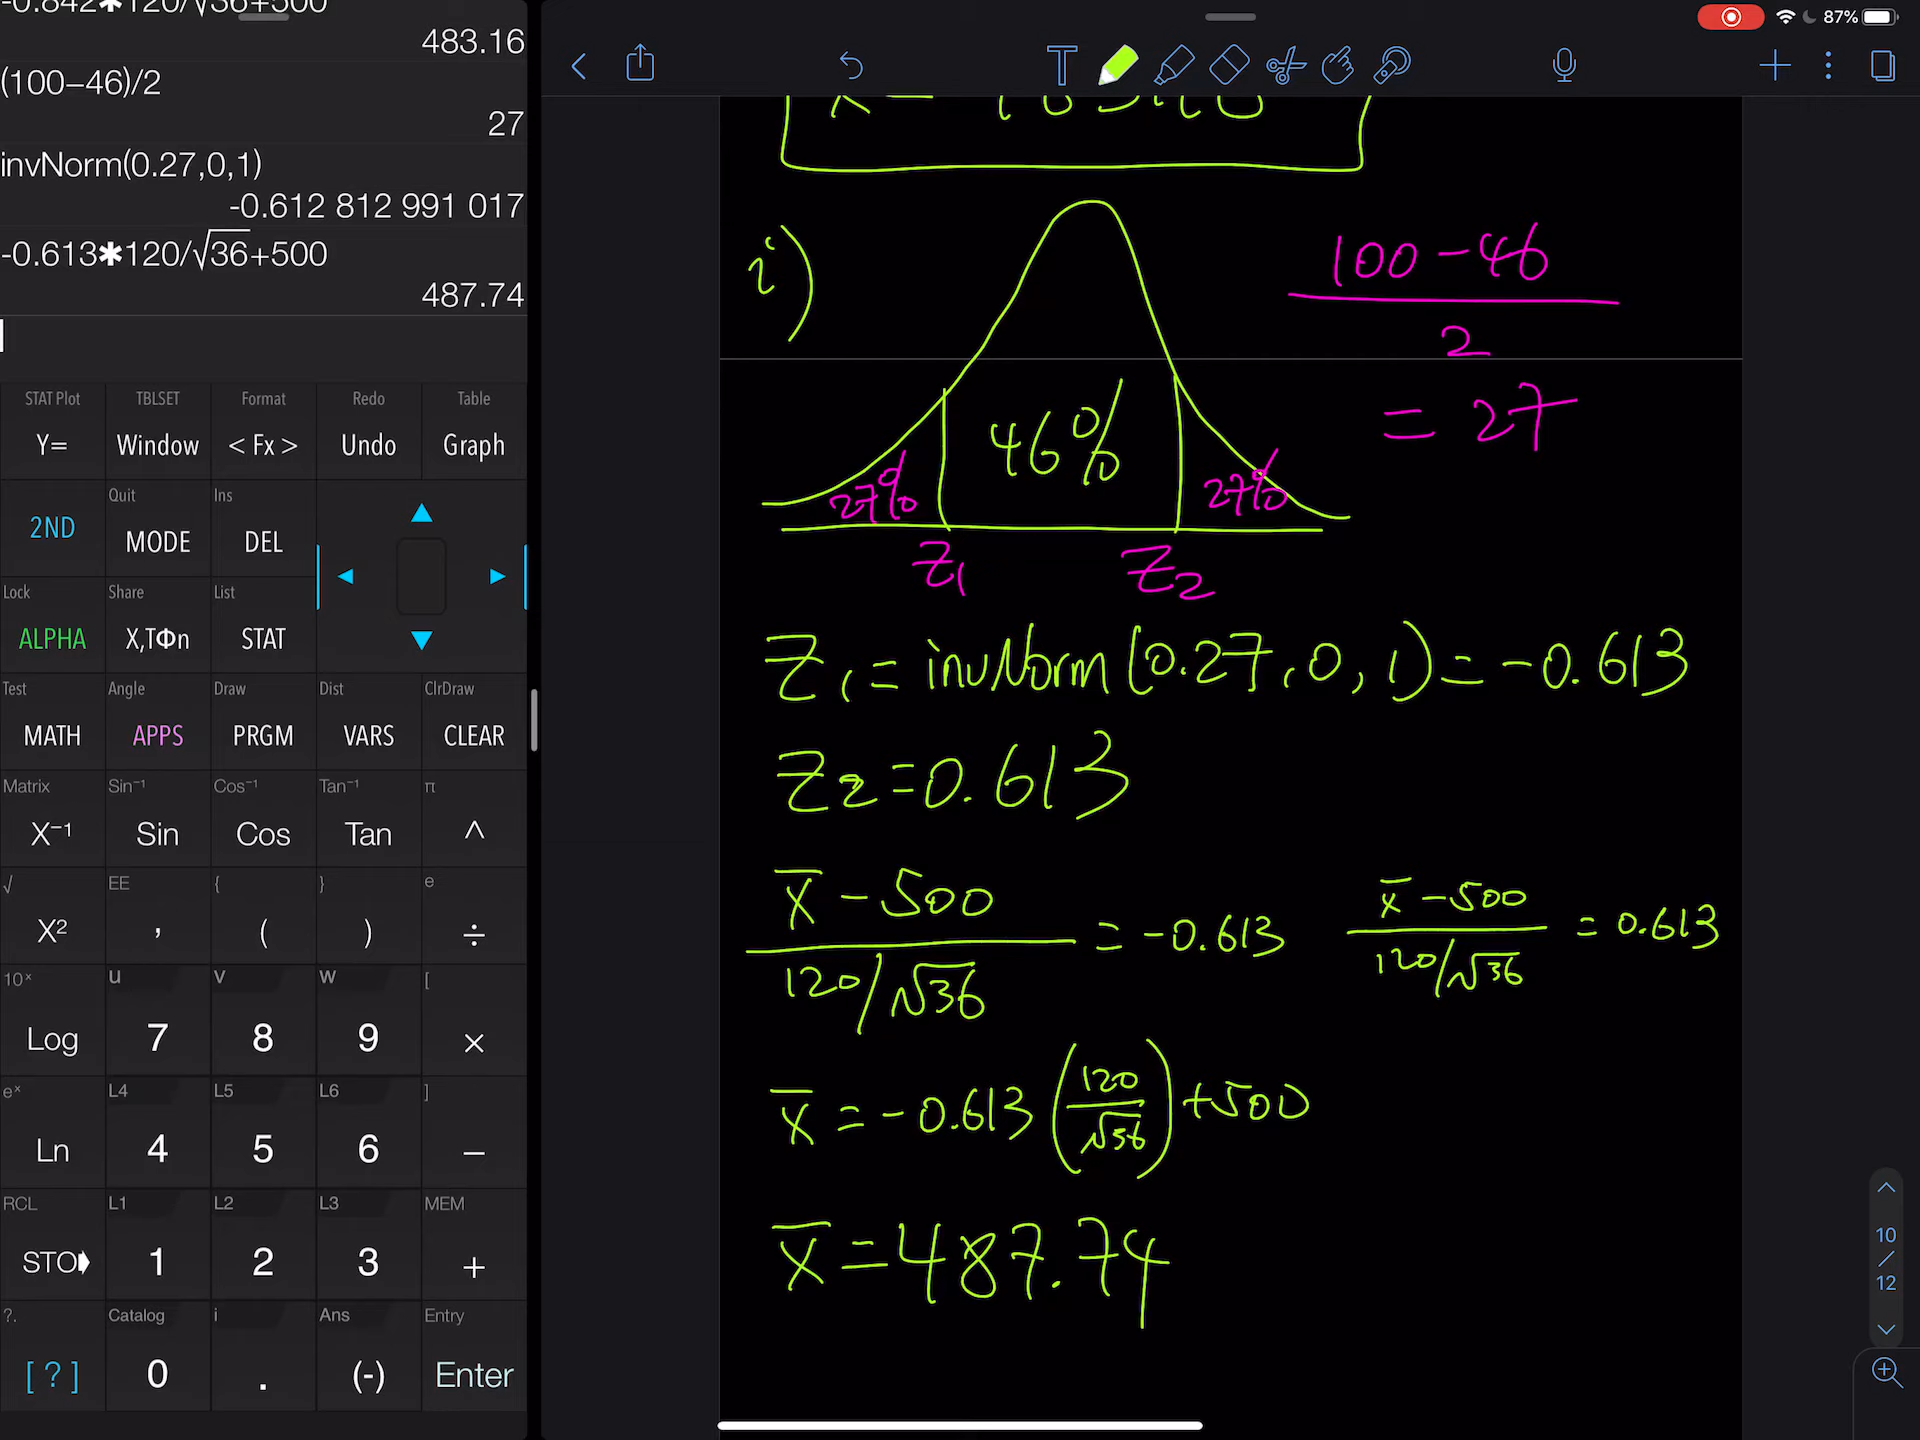 -0.842✱120/√36+500
483.16
(100−46)/2
27
invNorm(0.27,0,1)
-0.612 812 991 017
-0.613✱120/√36+500
487.74
STAT Plot TBLSET Format Redo Table
Y= Window < Fx > Undo Graph
Quit Ins
2ND MODE DEL
Lock Share List
ALPHA X,TΦn STAT
Test Angle Draw Dist ClrDraw
MATH APPS PRGM VARS CLEAR
Matrix Sin⁻¹ Cos⁻¹ Tan⁻¹ π
X⁻¹ Sin Cos Tan ^
√ EE { } e
X² , ( ) ÷
10ˣ u v w [
Log 7 8 9 ×
eˣ L4 L5 L6 ]
Ln 4 5 6 −
RCL L1 L2 L3 MEM
STO 1 2 3 +
?. Catalog i Ans Entry
[ ? ] 0 . (-) Enter
87%
T
i)
100 - 46
2
= 27
46%
27% 27%
Z₁ Z₂
Z₁ = invNorm(0.27, 0, 1) = -0.613
Z₂ = 0.613
x̄ - 500
120/√36
= -0.613
x̄ - 500
120/√36
= 0.613
x̄ = -0.613 (120/√36) + 500
x̄ = 487.74
10
/
12